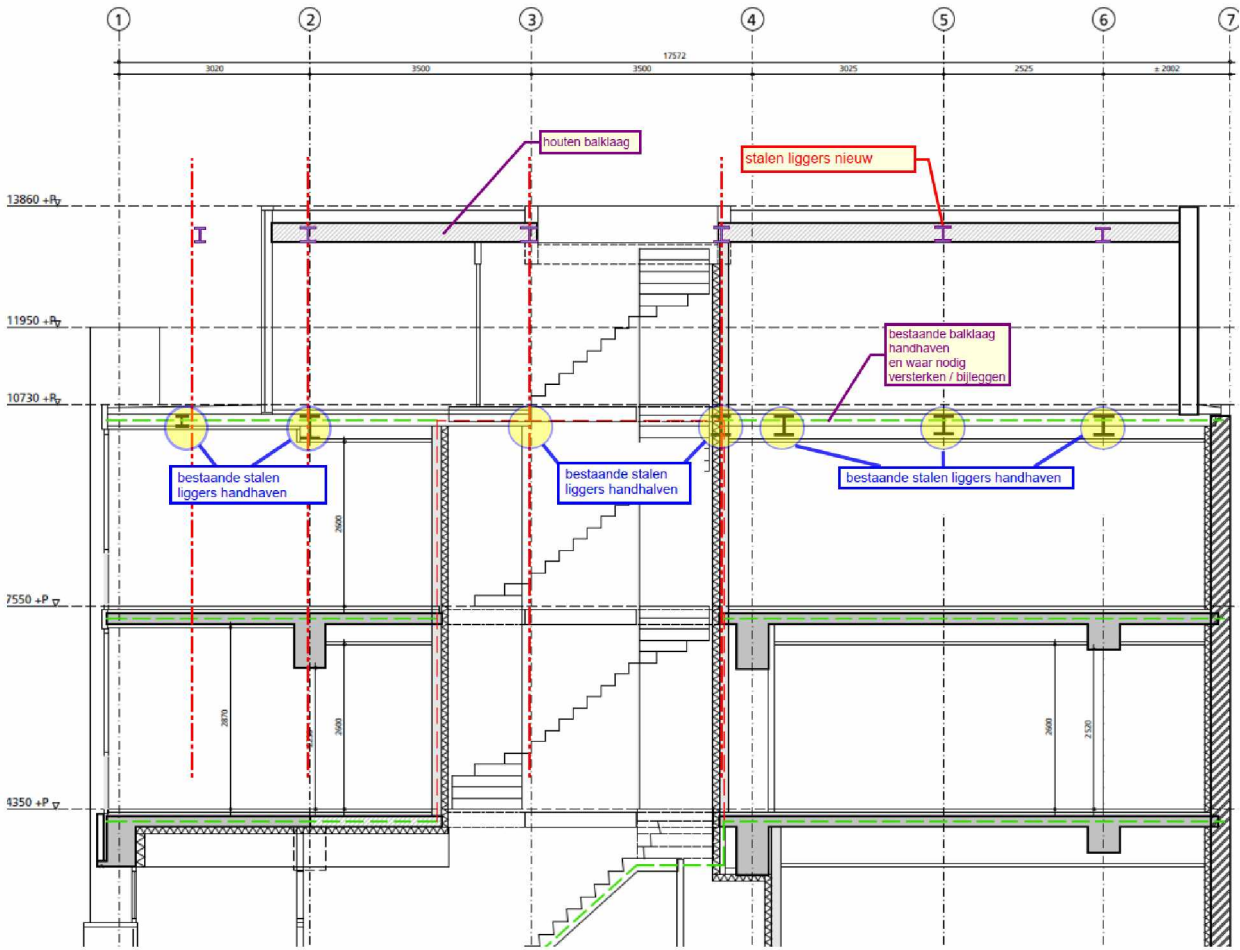 1 2 3 4 5 6 7
17572
3020 3500 3500 3025 2525 ± 2002
houten balklaag
stalen liggers nieuw
13860 +P
11950 +P
bestaande balklaag
handhaven
en waar nodig
versterken / bijleggen
10730 +P
bestaande stalen
liggers handhaven
bestaande stalen
liggers handhalven
bestaande stalen liggers handhaven
2600
7550 +P
2870
2600
2600
2520
4350 +P